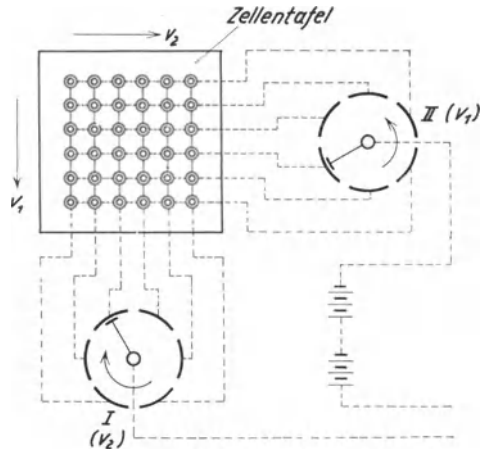 Zellentafel
V₂
V₁
II (V₁)
I
(V₂)